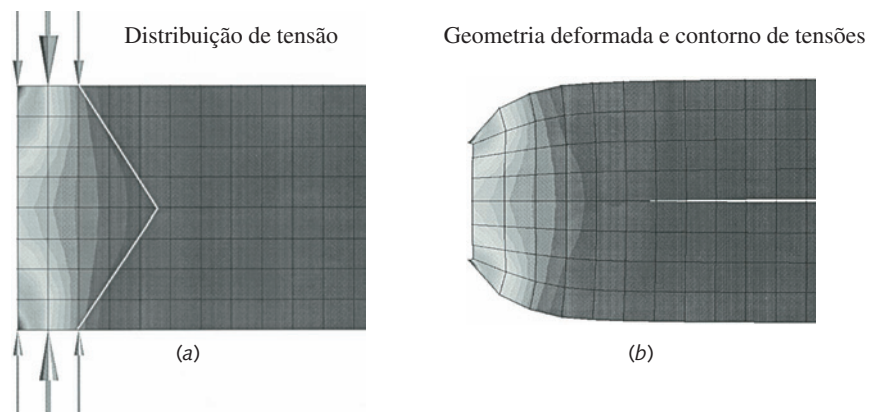 Distribuição de tensão
Geometria deformada e contorno de tensões
(a)
(b)